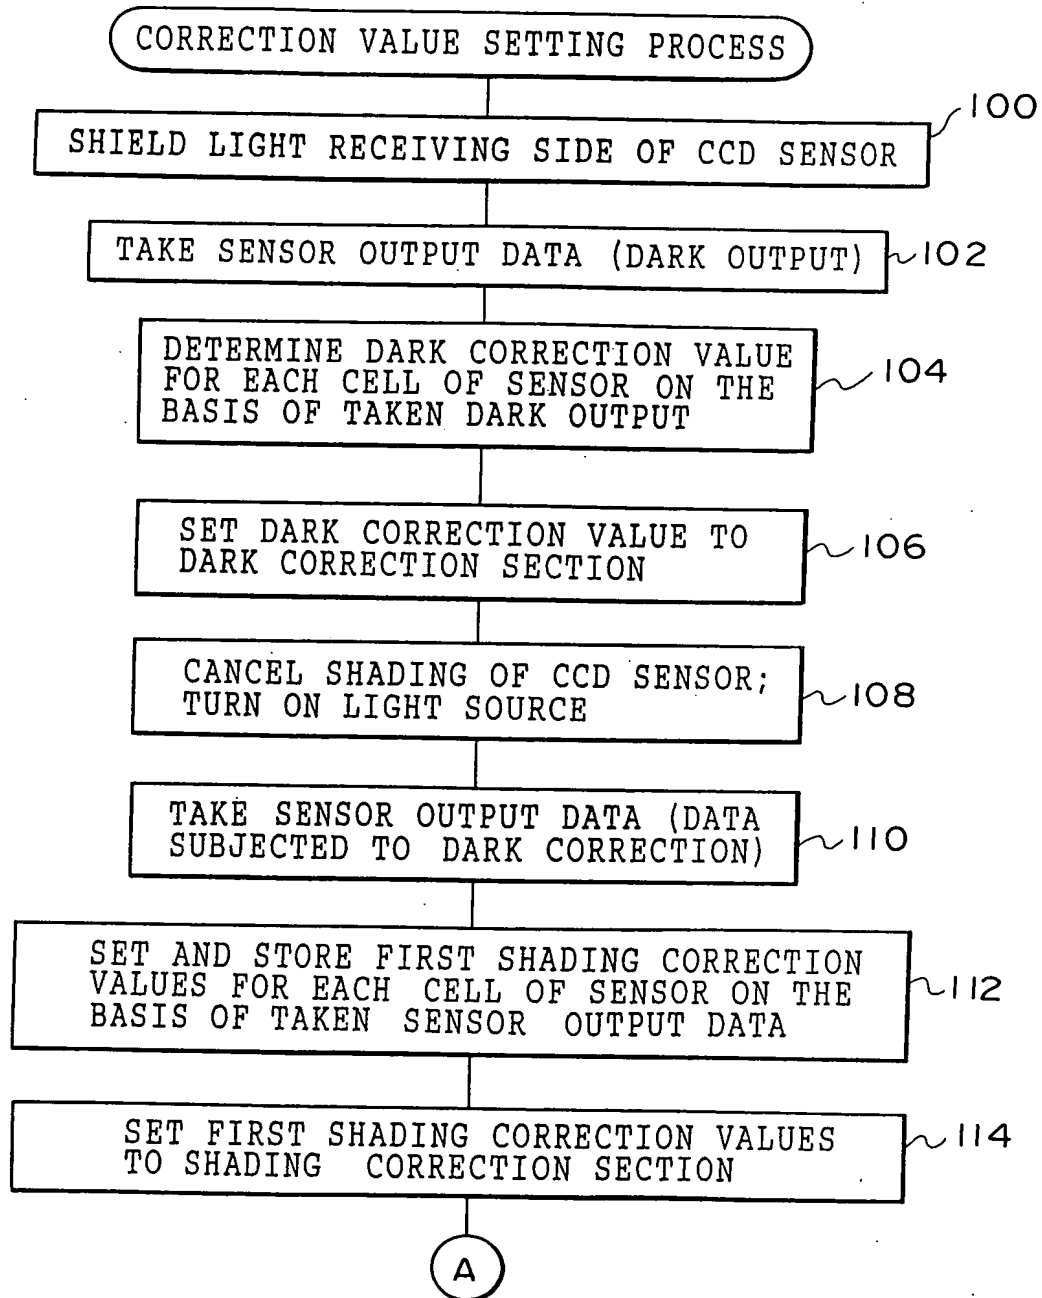 CORRECTION VALUE SETTING PROCESS
100
SHIELD LIGHT RECEIVING SIDE OF CCD SENSOR
TAKE SENSOR OUTPUT DATA (DARK OUTPUT)
102
DETERMINE DARK CORRECTION VALUE
FOR EACH CELL OF SENSOR ON THE
BASIS OF TAKEN DARK OUTPUT
104
SET DARK CORRECTION VALUE TO
DARK CORRECTION SECTION
106
CANCEL SHADING OF CCD SENSOR;
TURN ON LIGHT SOURCE
108
TAKE SENSOR OUTPUT DATA (DATA
SUBJECTED TO DARK CORRECTION)
110
SET AND STORE FIRST SHADING CORRECTION
VALUES FOR EACH CELL OF SENSOR ON THE
BASIS OF TAKEN SENSOR OUTPUT DATA
112
SET FIRST SHADING CORRECTION VALUES
TO SHADING CORRECTION SECTION
114
A